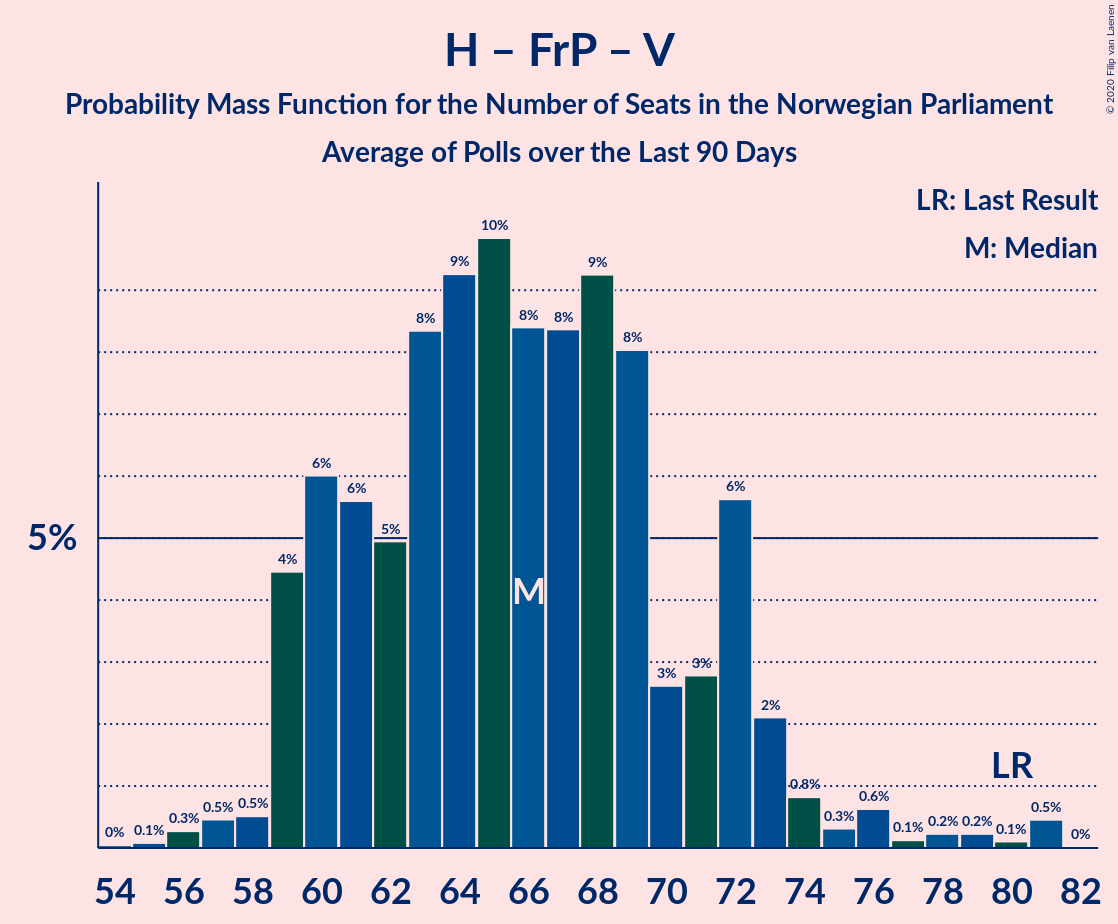 H – FrP – V
Probability Mass Function for the Number of Seats in the Norwegian Parliament
Average of Polls over the Last 90 Days
© 2020 Filip van Laenen
LR: Last Result
M: Median
5%
0% 0.1% 0.3% 0.5% 0.5% 4% 6% 6% 5% 8% 9% 10% 8% 8% 9% 8% 3% 3% 6% 2% 0.8% 0.3% 0.6% 0.1% 0.2% 0.2% 0.1% 0.5% 0%
M
LR
54 56 58 60 62 64 66 68 70 72 74 76 78 80 82